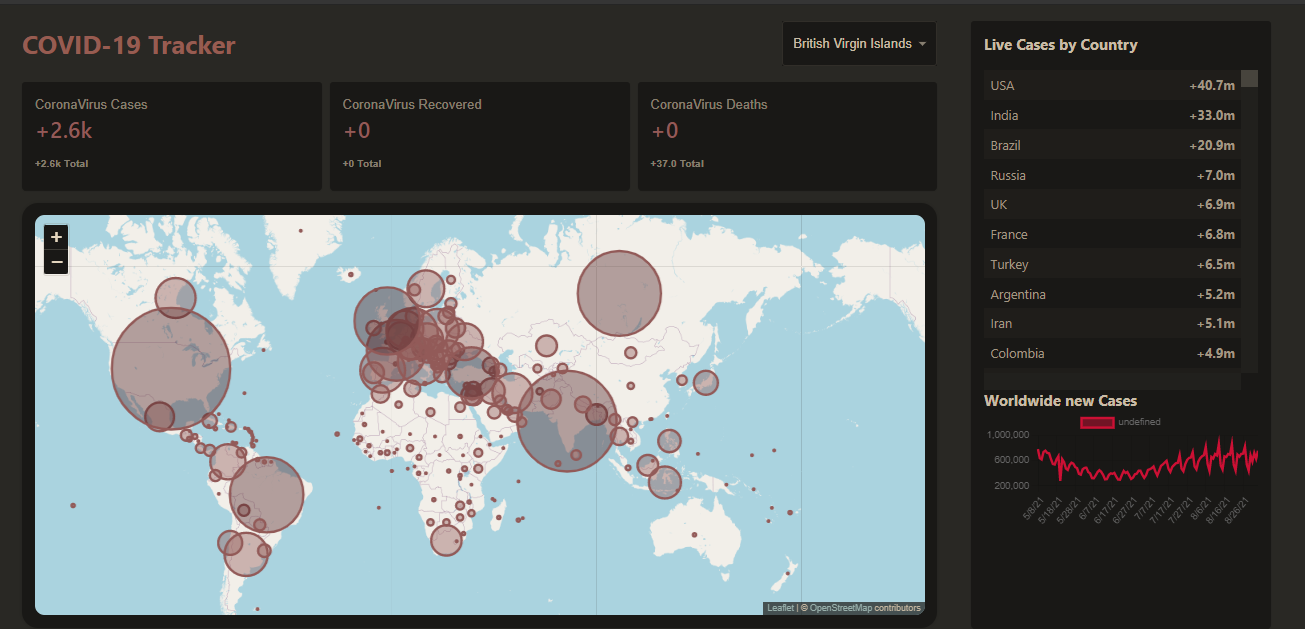 COVID-19 Tracker
British Virgin Islands
CoronaVirus Cases
+2.6k
+2.6k Total
CoronaVirus Recovered
+0
+0 Total
CoronaVirus Deaths
+0
+37.0 Total
+
−
Leaflet | © OpenStreetMap contributors
Live Cases by Country
USA +40.7m
India +33.0m
Brazil +20.9m
Russia +7.0m
UK +6.9m
France +6.8m
Turkey +6.5m
Argentina +5.2m
Iran +5.1m
Colombia +4.9m
Worldwide new Cases
undefined
1,000,000
600,000
200,000
5/8/21
5/18/21
5/28/21
6/7/21
6/17/21
6/27/21
7/7/21
7/17/21
7/27/21
8/6/21
8/16/21
8/26/21